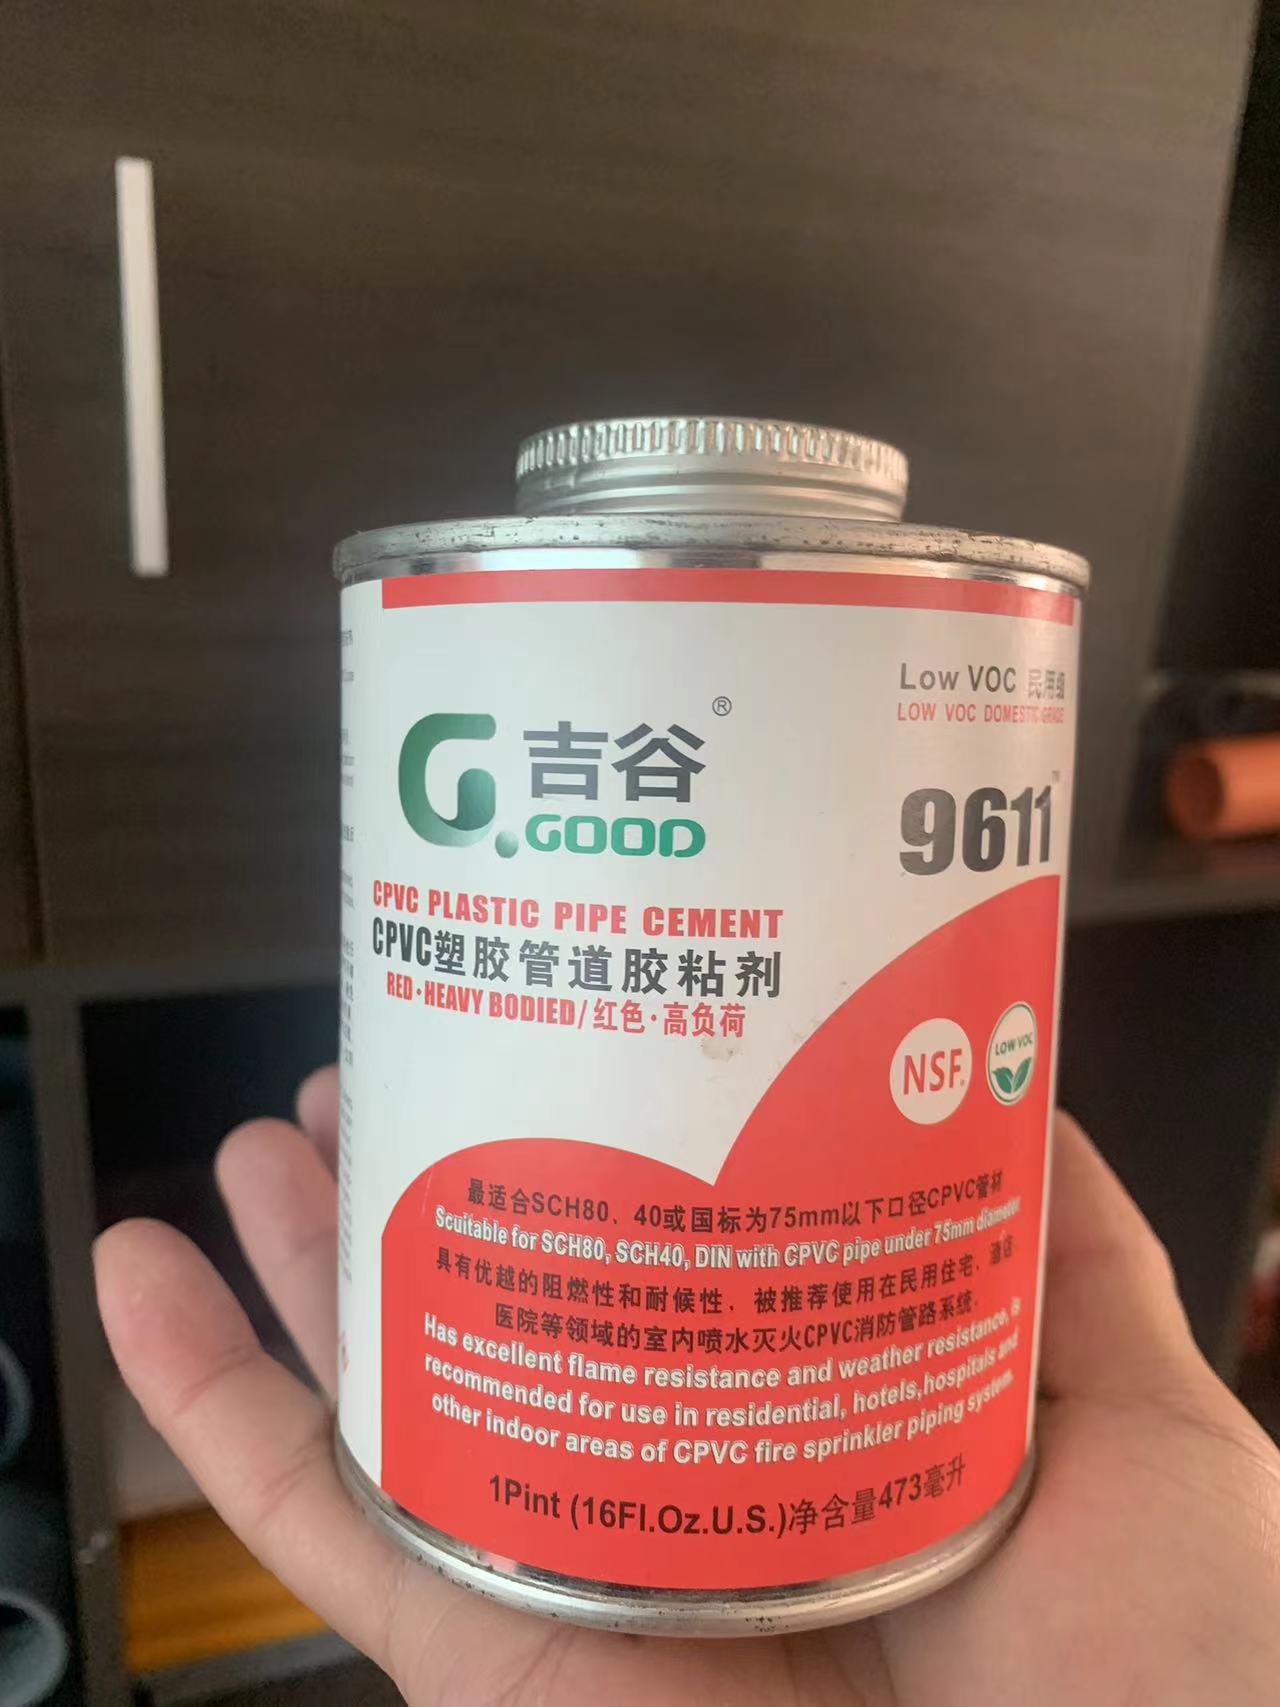 Low VOC 民用级
LOW VOC DOMESTIC GRADE
吉谷®
GOOD
9611™
CPVC PLASTIC PIPE CEMENT
CPVC塑胶管道胶粘剂
RED·HEAVY BODIED/红色·高负荷
NSF®
LOW VOC
最适合SCH80、40或国标为75mm以下口径CPVC管材
Scuitable for SCH80, SCH40, DIN with CPVC pipe under 75mm diameter
具有优越的阻燃性和耐候性，被推荐使用在民用住宅、酒店
医院等领域的室内喷水灭火CPVC消防管路系统.
Has excellent flame resistance and weather resistance, is
recommended for use in residential, hotels,hospitals and
other indoor areas of CPVC fire sprinkler piping system.
1Pint (16Fl.Oz.U.S.)净含量473毫升